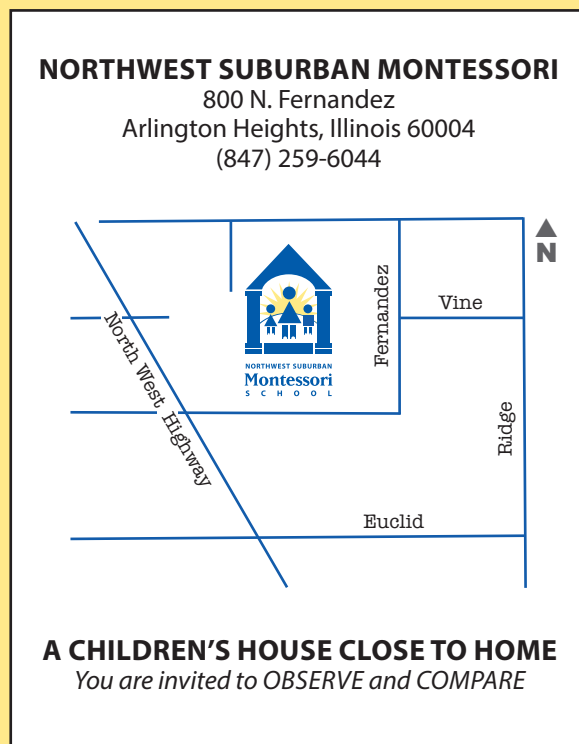 NORTHWEST SUBURBAN MONTESSORI
800 N. Fernandez
Arlington Heights, Illinois 60004
(847) 259-6044
N
Fernandez
Vine
North West Highway
NORTHWEST SUBURBAN
Montessori
SCHOOL
Ridge
Euclid
A CHILDREN’S HOUSE CLOSE TO HOME
You are invited to OBSERVE and COMPARE